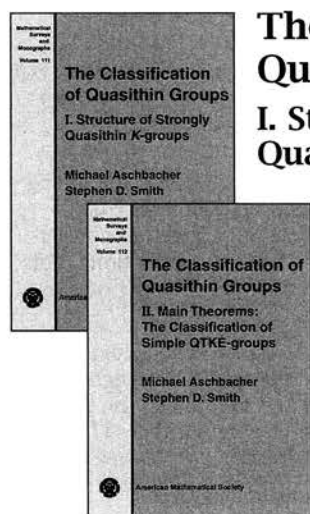 Mathematical
Surveys
and
Monographs
Volume 111
The Classification
of Quasithin Groups
I. Structure of Strongly
Quasithin K-groups
Michael Aschbacher
Stephen D. Smith
American
The
Qua
I. St
Qua
Mathematical
Surveys
and
Monographs
Volume 112
The Classification of
Quasithin Groups
II. Main Theorems:
The Classification of
Simple QTKE-groups
Michael Aschbacher
Stephen D. Smith
American Mathematical Society